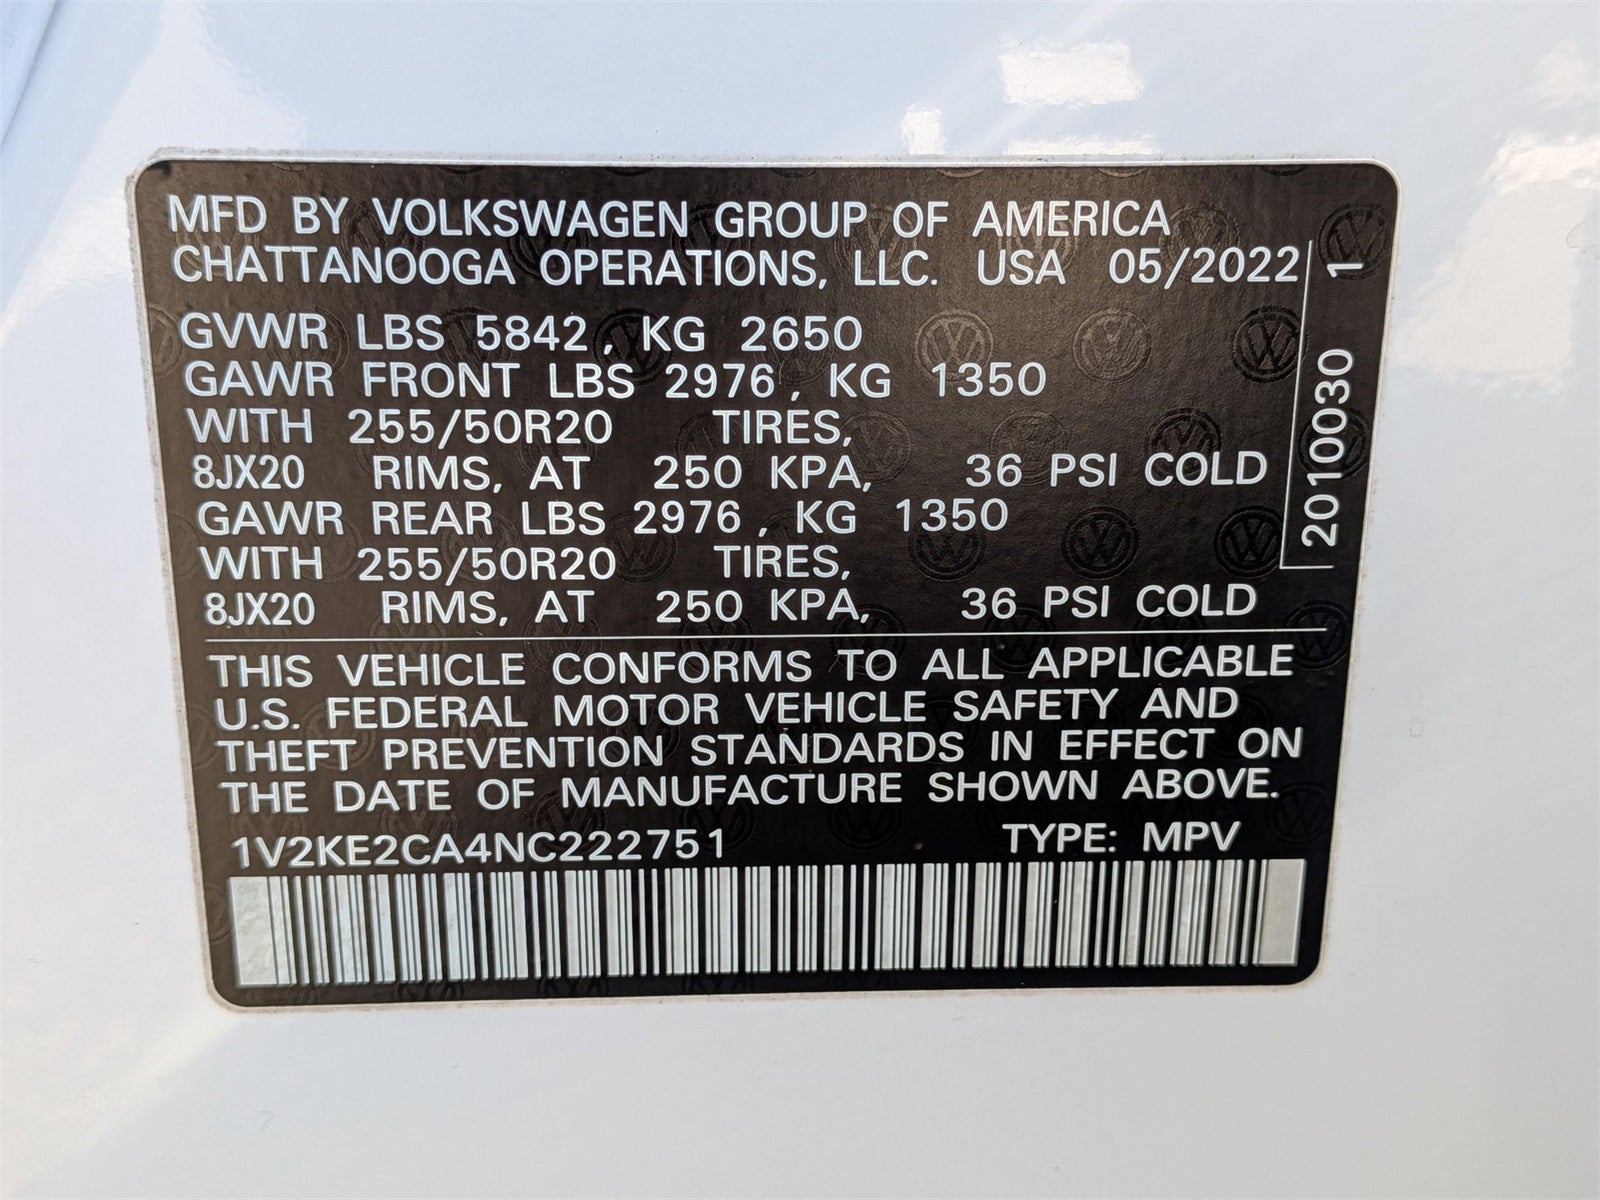 MFD BY VOLKSWAGEN GROUP OF AMERICA
CHATTANOOGA OPERATIONS, LLC. USA 05/2022
GVWR LBS 5842, KG 2650
GAWR FRONT LBS 2976, KG 1350
WITH 255/50R20 TIRES,
8JX20 RIMS, AT 250 KPA, 36 PSI COLD
GAWR REAR LBS 2976, KG 1350
WITH 255/50R20 TIRES,
8JX20 RIMS, AT 250 KPA, 36 PSI COLD
2010030 1
THIS VEHICLE CONFORMS TO ALL APPLICABLE
U.S. FEDERAL MOTOR VEHICLE SAFETY AND
THEFT PREVENTION STANDARDS IN EFFECT ON
THE DATE OF MANUFACTURE SHOWN ABOVE.
1V2KE2CA4NC222751 TYPE: MPV